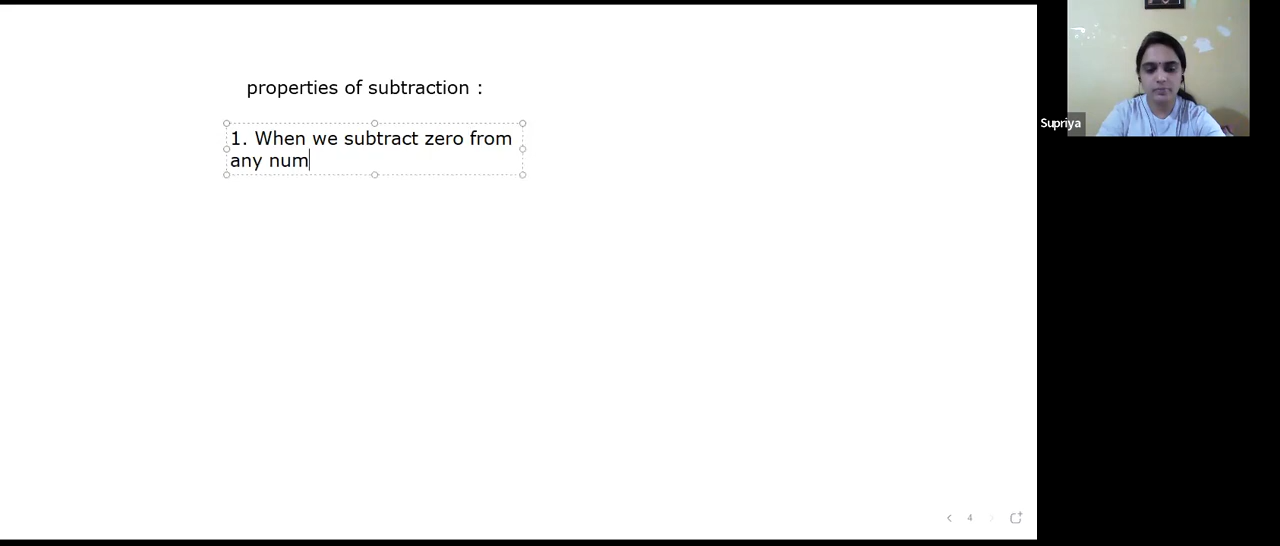 properties of subtraction :
1. When we subtract zero from
any num
Supriya
4